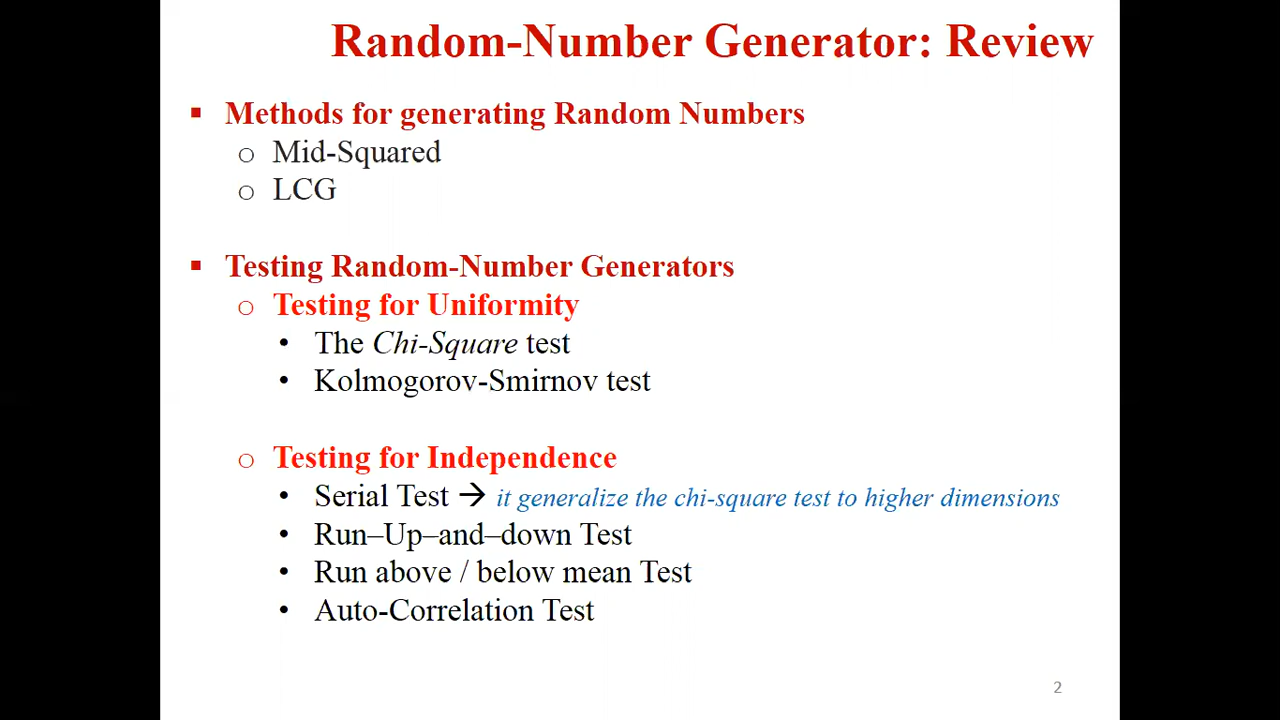 Random-Number Generator: Review
▪ Methods for generating Random Numbers
o Mid-Squared
o LCG
▪ Testing Random-Number Generators
o Testing for Uniformity
• The Chi-Square test
• Kolmogorov-Smirnov test
o Testing for Independence
• Serial Test → it generalize the chi-square test to higher dimensions
• Run–Up–and–down Test
• Run above / below mean Test
• Auto-Correlation Test
2